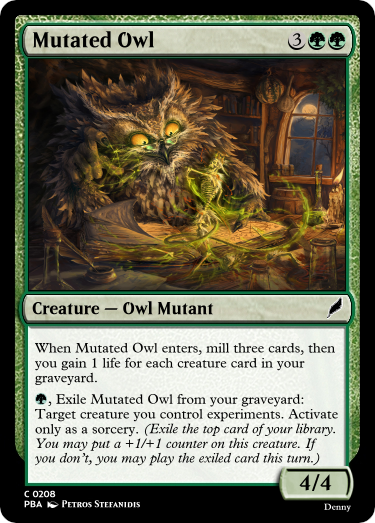 Mutated Owl 3
Creature — Owl Mutant
When Mutated Owl enters, mill three cards, then
you gain 1 life for each creature card in your
graveyard.
, Exile Mutated Owl from your graveyard:
Target creature you control experiments. Activate
only as a sorcery. (Exile the top card of your library.
You may put a +1/+1 counter on this creature. If
you don't, you may play the exiled card this turn.)
4/4
C 0208
PBA Petros Stefanidis
Denny